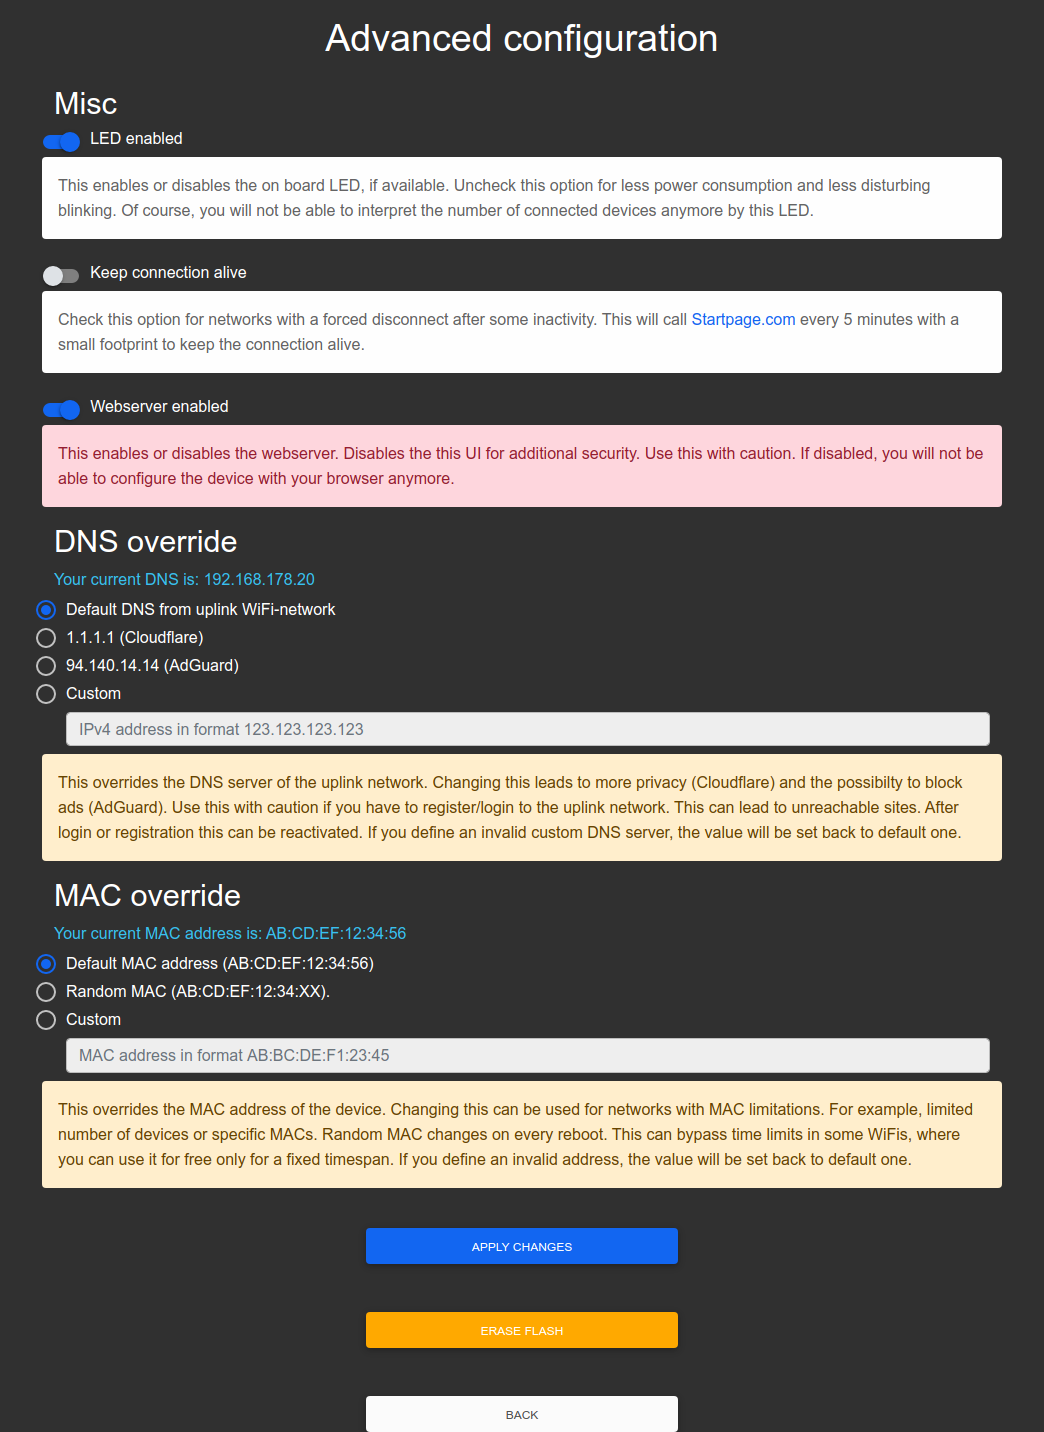 Advanced configuration
Misc
LED enabled
This enables or disables the on board LED, if available. Uncheck this option for less power consumption and less disturbing
blinking. Of course, you will not be able to interpret the number of connected devices anymore by this LED.
Keep connection alive
Check this option for networks with a forced disconnect after some inactivity. This will call Startpage.com every 5 minutes with a
small footprint to keep the connection alive.
Webserver enabled
This enables or disables the webserver. Disables the this UI for additional security. Use this with caution. If disabled, you will not be
able to configure the device with your browser anymore.
DNS override
Your current DNS is: 192.168.178.20
Default DNS from uplink WiFi-network
1.1.1.1 (Cloudflare)
94.140.14.14 (AdGuard)
Custom
IPv4 address in format 123.123.123.123
This overrides the DNS server of the uplink network. Changing this leads to more privacy (Cloudflare) and the possibilty to block
ads (AdGuard). Use this with caution if you have to register/login to the uplink network. This can lead to unreachable sites. After
login or registration this can be reactivated. If you define an invalid custom DNS server, the value will be set back to default one.
MAC override
Your current MAC address is: AB:CD:EF:12:34:56
Default MAC address (AB:CD:EF:12:34:56)
Random MAC (AB:CD:EF:12:34:XX).
Custom
MAC address in format AB:BC:DE:F1:23:45
This overrides the MAC address of the device. Changing this can be used for networks with MAC limitations. For example, limited
number of devices or specific MACs. Random MAC changes on every reboot. This can bypass time limits in some WiFis, where
you can use it for free only for a fixed timespan. If you define an invalid address, the value will be set back to default one.
APPLY CHANGES
ERASE FLASH
BACK